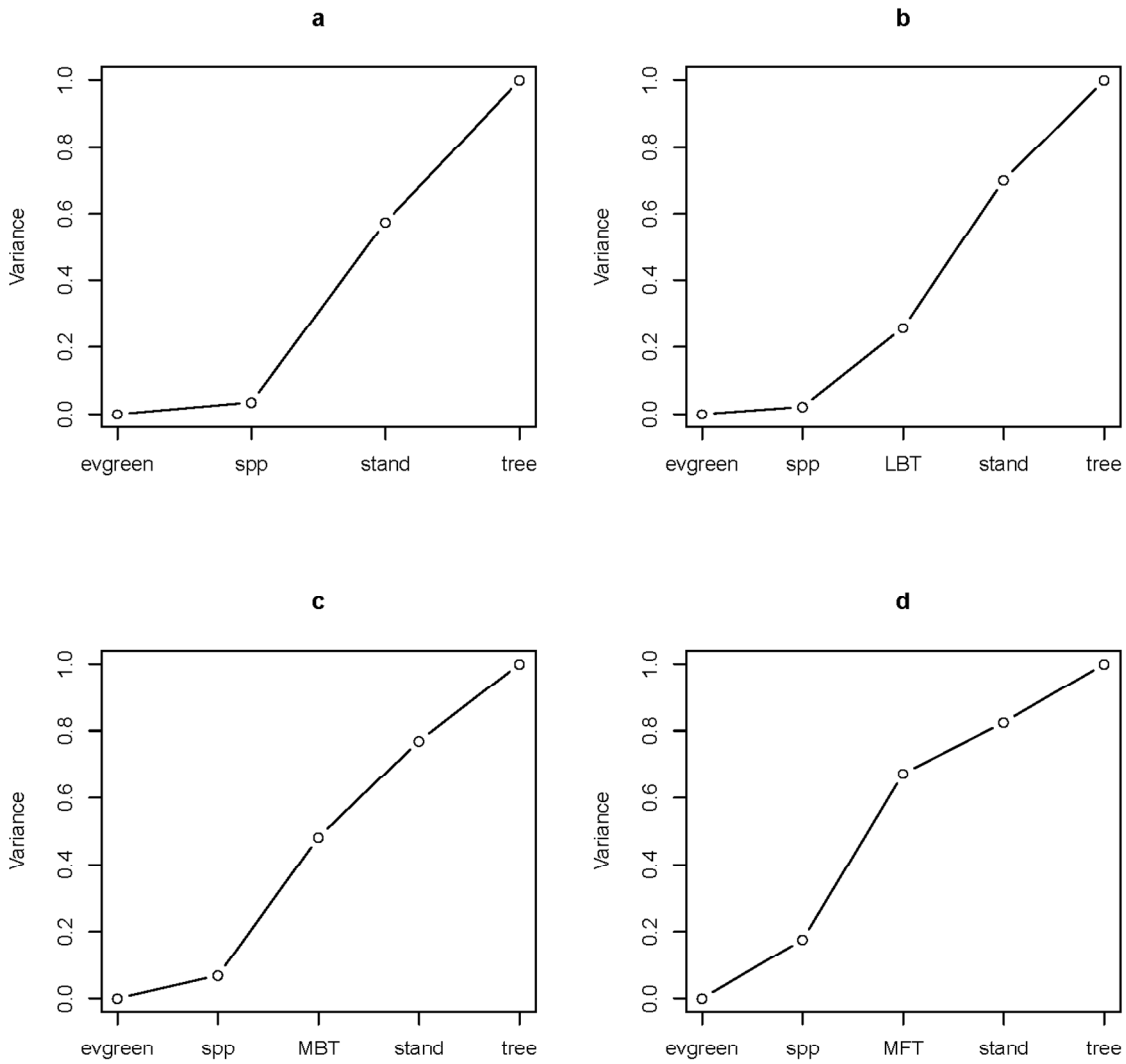 a
Variance
1.0
0.8
0.6
0.4
0.2
0.0
evgreen spp stand tree
b
Variance
1.0
0.8
0.6
0.4
0.2
0.0
evgreen spp LBT stand tree
c
Variance
1.0
0.8
0.6
0.4
0.2
0.0
evgreen spp MBT stand tree
d
Variance
1.0
0.8
0.6
0.4
0.2
0.0
evgreen spp MFT stand tree